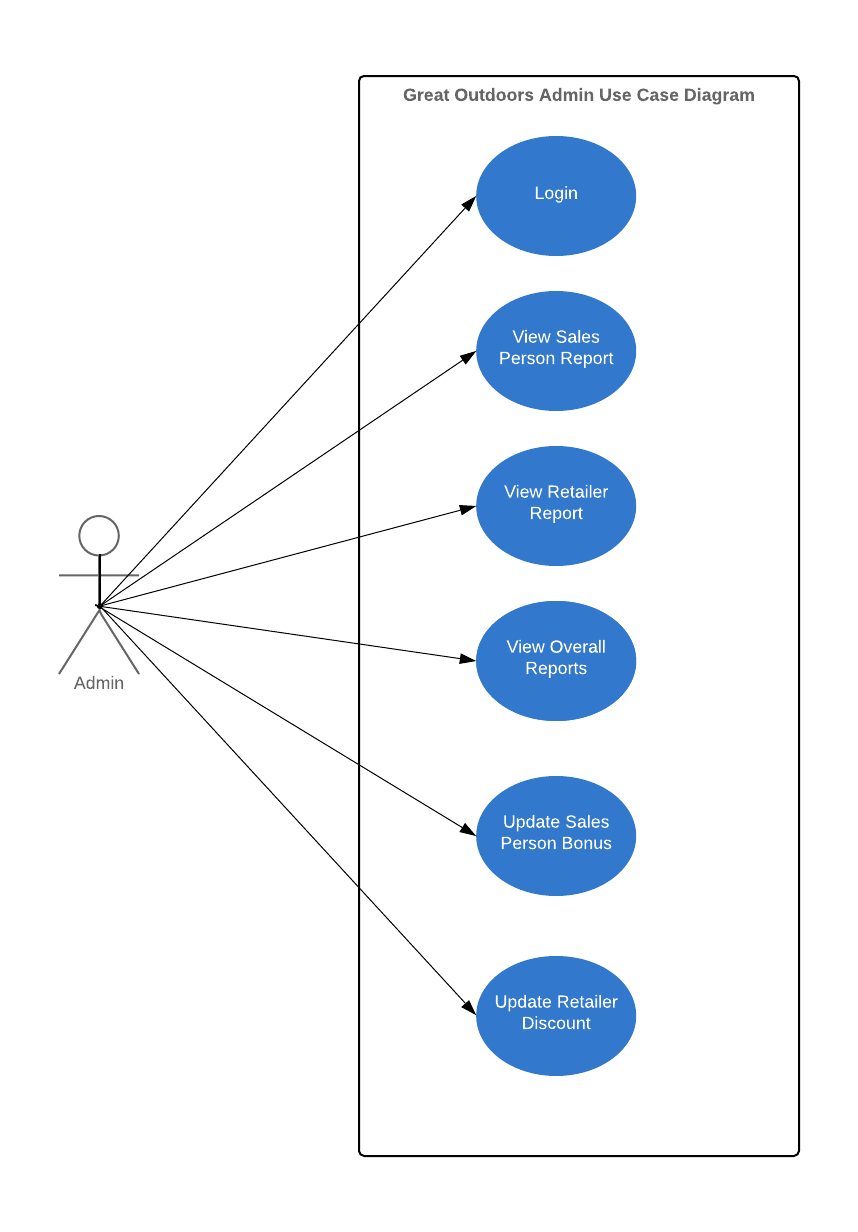 Great Outdoors Admin Use Case Diagram
Login
View Sales
Person Report
View Retailer
Report
View Overall
Reports
Admin
Update Sales
Person Bonus
Update Retailer
Discount